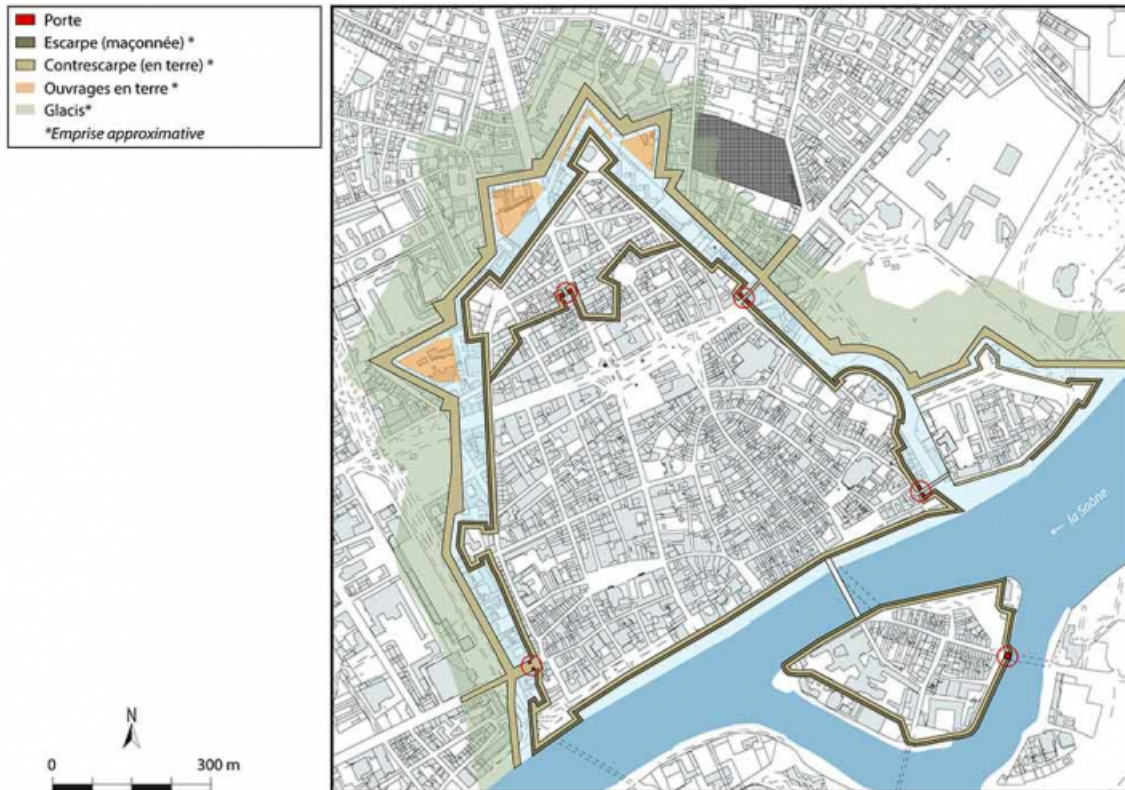 Porte
Escarpe (maçonnée) *
Contrescarpe (en terre) *
Ouvrages en terre *
Glacis*
*Emprise approximative
← la Saône
N
0 300 m